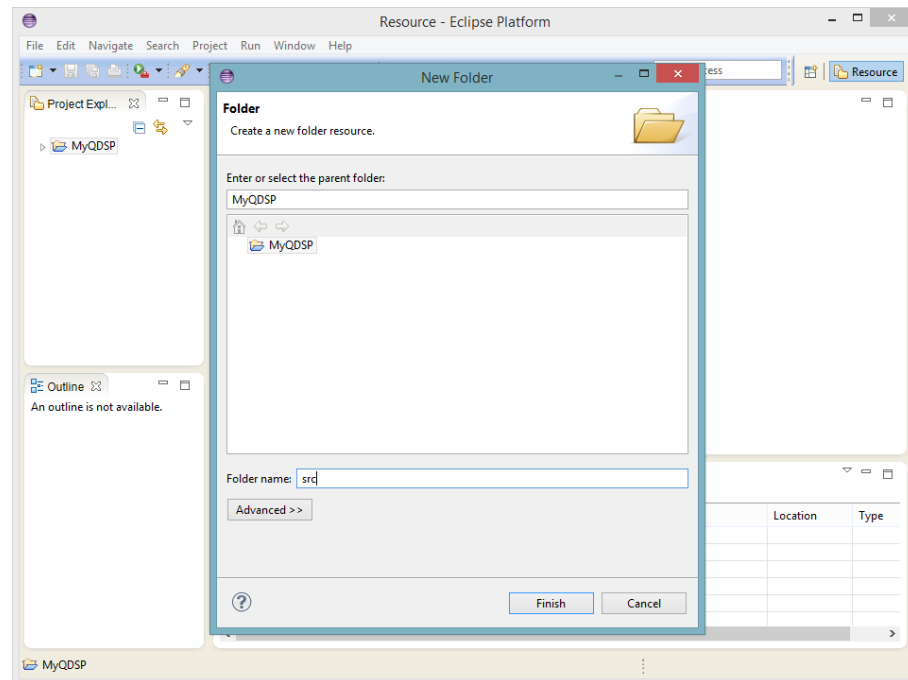 Resource - Eclipse Platform
File Edit Navigate Search Project Run Window Help
Resource
Project Expl...
MyQDSP
Outline
An outline is not available.
New Folder
Folder
Create a new folder resource.
Enter or select the parent folder:
MyQDSP
MyQDSP
Folder name: src
Advanced >>
? Finish Cancel
Location Type
MyQDSP